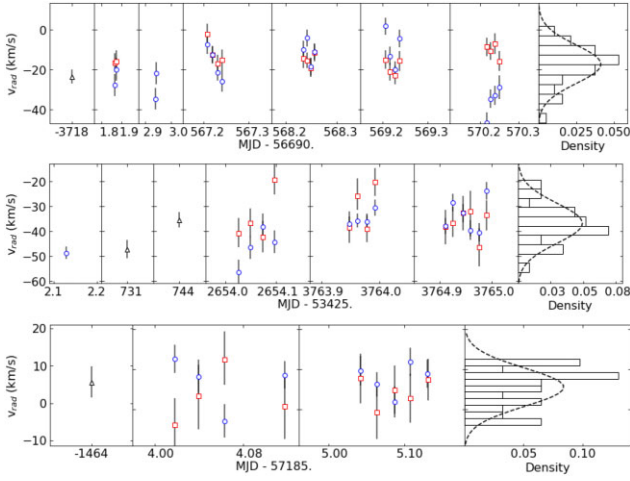 0
−20
−40
v_rad (km/s)
-3718 1.8 1.9 2.9 3.0 567.2 567.3 568.2 568.3 569.2 569.3 570.2 570.3 0.025 0.050
MJD - 56690. Density
−20
−30
−40
−50
−60
v_rad (km/s)
2.1 2.2 731 744 2654.0 2654.1 3763.9 3764.0 3764.9 3765.0 0.03 0.05 0.08
MJD - 53425. Density
20
10
0
−10
v_rad (km/s)
-1464 4.00 4.08 5.00 5.10 0.05 0.10
MJD - 57185. Density